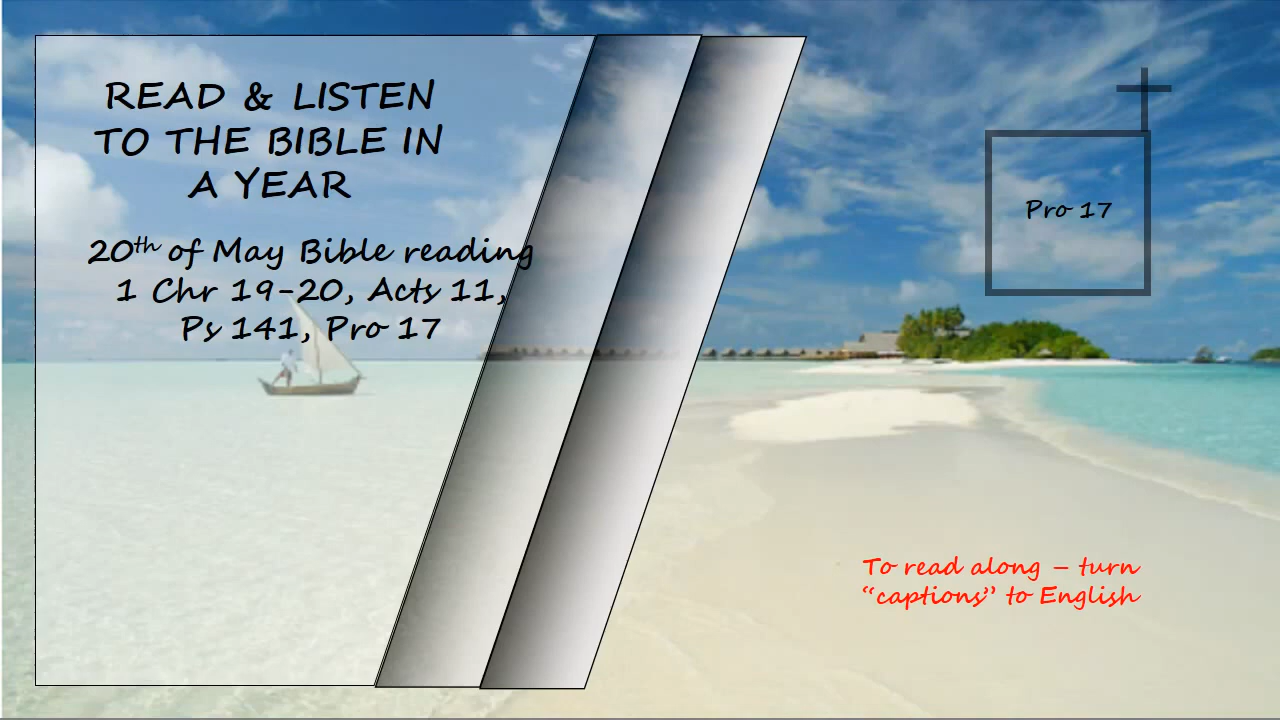 READ & LISTEN
TO THE BIBLE IN
A YEAR
20th of May Bible reading
1 Chr 19-20, Acts 11,
Ps 141, Pro 17
Pro 17
To read along – turn
“captions” to English